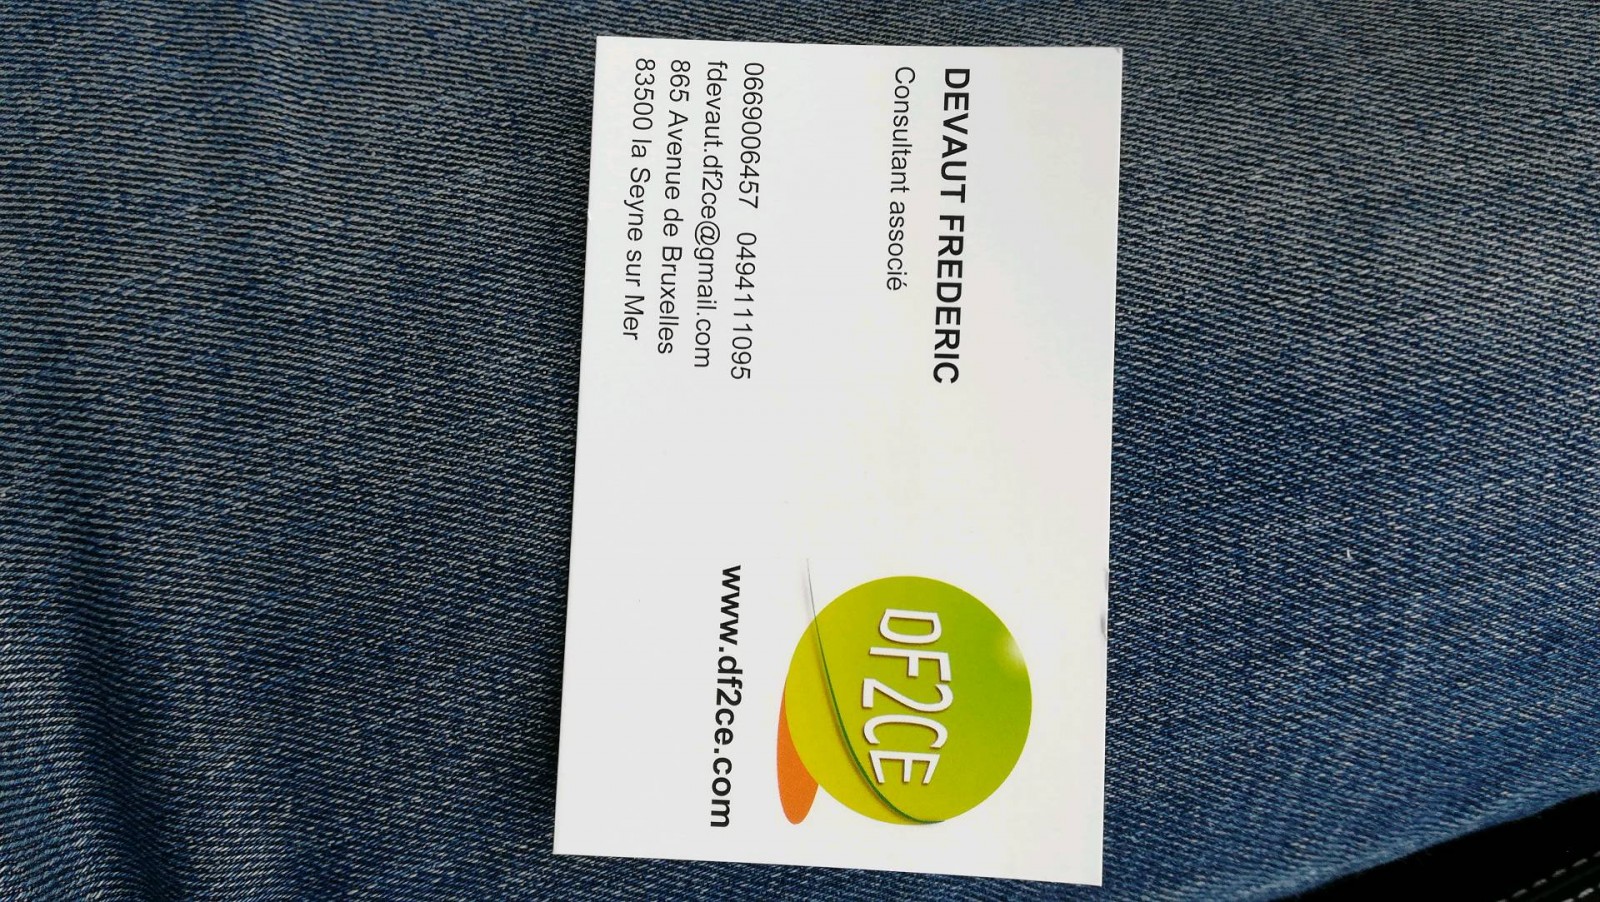 DEVAUT FREDERIC
Consultant associé
0669006457 0494111095
fdevaut.df2ce@gmail.com
865 Avenue de Bruxelles
83500 la Seyne sur Mer
DF2CE
www.df2ce.com